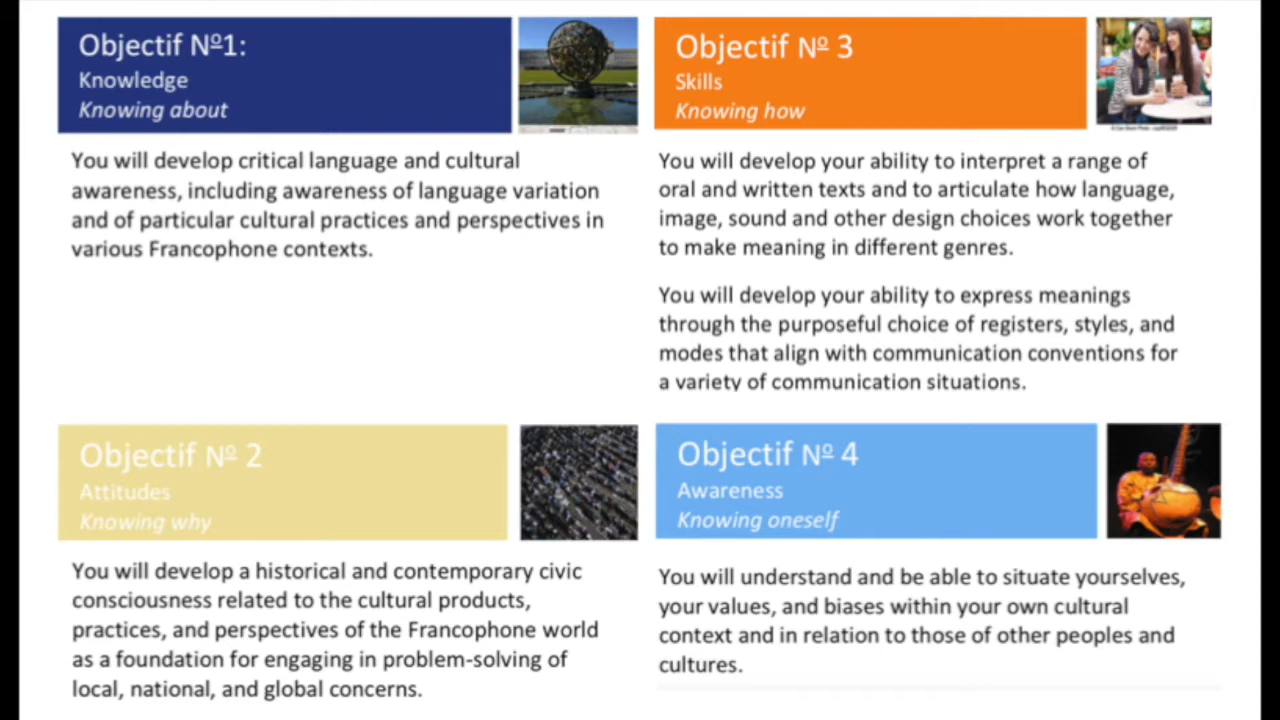 Objectif Nº1:
Knowledge
Knowing about
You will develop critical language and cultural
awareness, including awareness of language variation
and of particular cultural practices and perspectives in
various Francophone contexts.
Objectif Nº 2
Attitudes
Knowing why
You will develop a historical and contemporary civic
consciousness related to the cultural products,
practices, and perspectives of the Francophone world
as a foundation for engaging in problem-solving of
local, national, and global concerns.
Objectif Nº 3
Skills
Knowing how
You will develop your ability to interpret a range of
oral and written texts and to articulate how language,
image, sound and other design choices work together
to make meaning in different genres.
You will develop your ability to express meanings
through the purposeful choice of registers, styles, and
modes that align with communication conventions for
a variety of communication situations.
Objectif Nº 4
Awareness
Knowing oneself
You will understand and be able to situate yourselves,
your values, and biases within your own cultural
context and in relation to those of other peoples and
cultures.